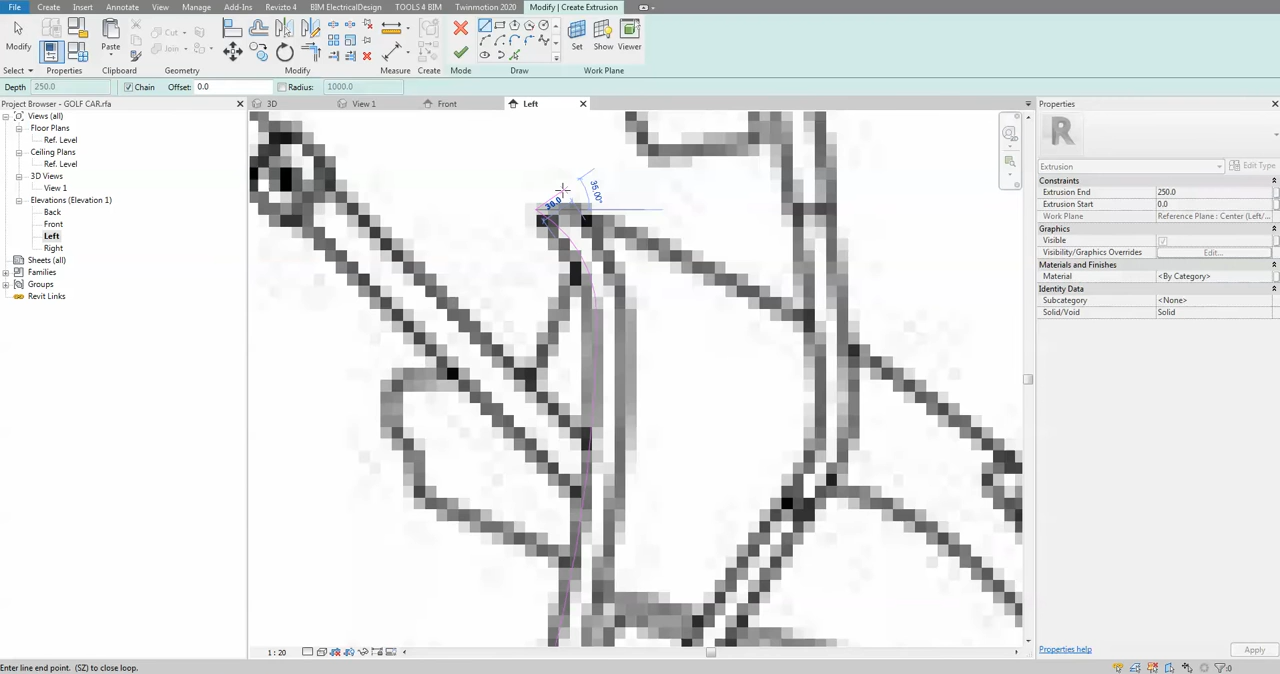 File Create Insert Annotate View Manage Add-Ins Revizto 4 BIM ElectricalDesign TOOLS 4 BIM Twinmotion 2020 Modify | Create Extrusion
Modify Paste Cut Join Set Show Viewer
Select Properties Clipboard Geometry Modify Measure Create Mode Draw Work Plane
Depth 250.0 Chain Offset: 0.0 Radius: 1000.0
Project Browser - GOLF CAR.rfa 3D View 1 Front Left Properties
Views (all)
Floor Plans
Ref. Level
Ceiling Plans
Ref. Level
3D Views
View 1
Elevations (Elevation 1)
Back
Front
Left
Right
Sheets (all)
Families
Groups
Revit Links
30.0
35.00°
R
Extrusion Edit Type
Constraints
Extrusion End 250.0
Extrusion Start 0.0
Work Plane Reference Plane : Center (Left/...
Graphics
Visible
Visibility/Graphics Overrides Edit...
Materials and Finishes
Material <By Category>
Identity Data
Subcategory <None>
Solid/Void Solid
1 : 20
Properties help Apply
Enter line end point. (SZ) to close loop. :0